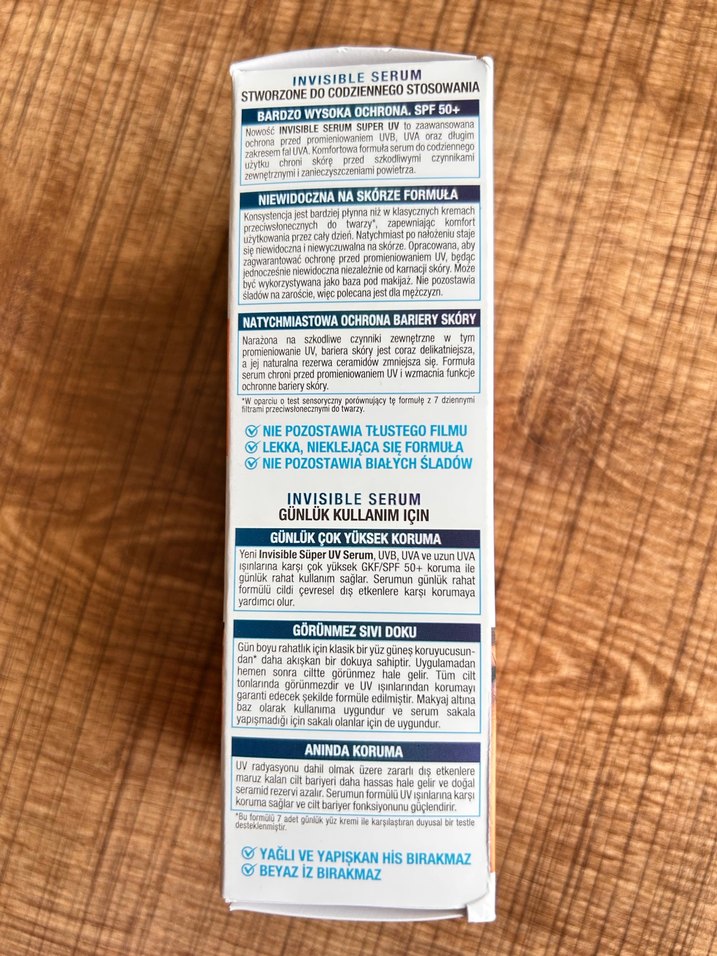 INVISIBLE SERUM
STWORZONE DO CODZIENNEGO STOSOWANIA
BARDZO WYSOKA OCHRONA. SPF 50+
Nowość INVISIBLE SERUM SUPER UV to zaawansowana
ochrona przed promieniowaniem UVB, UVA oraz długim
zakresem fal UVA. Komfortowa formuła serum do codziennego
użytku chroni skórę przed szkodliwymi czynnikami
zewnętrznymi i zanieczyszczeniami powietrza.
NIEWIDOCZNA NA SKÓRZE FORMUŁA
Konsystencja jest bardziej płynna niż w klasycznych kremach
przeciwsłonecznych do twarzy*, zapewniając komfort
użytkowania przez cały dzień. Natychmiast po nałożeniu staje
się niewidoczna i niewyczuwalna na skórze. Opracowana, aby
zagwarantować ochronę przed promieniowaniem UV, będąc
jednocześnie niewidoczna niezależnie od karnacji skóry. Może
być wykorzystywana jako baza pod makijaż. Nie pozostawia
śladów na zaroście, więc polecana jest dla mężczyzn.
NATYCHMIASTOWA OCHRONA BARIERY SKÓRY
Narażona na szkodliwe czynniki zewnętrzne w tym
promieniowanie UV, bariera skóry jest coraz delikatniejsza,
a jej naturalna rezerwa ceramidów zmniejsza się. Formuła
serum chroni przed promieniowaniem UV i wzmacnia funkcje
ochronne bariery skóry.
*W oparciu o test sensoryczny porównujący tę formułę z 7 dziennymi
filtrami przeciwsłonecznymi do twarzy.
NIE POZOSTAWIA TŁUSTEGO FILMU
LEKKA, NIEKLEJĄCA SIĘ FORMUŁA
NIE POZOSTAWIA BIAŁYCH ŚLADÓW
INVISIBLE SERUM
GÜNLÜK KULLANIM İÇİN
GÜNLÜK ÇOK YÜKSEK KORUMA
Yeni Invisible Süper UV Serum, UVB, UVA ve uzun UVA
ışınlarına karşı çok yüksek GKF/SPF 50+ koruma ile
günlük rahat kullanım sağlar. Serumun günlük rahat
formülü cildi çevresel dış etkenlere karşı korumaya
yardımcı olur.
GÖRÜNMEZ SIVI DOKU
Gün boyu rahatlık için klasik bir yüz güneş koruyucusun-
dan* daha akışkan bir dokuya sahiptir. Uygulamadan
hemen sonra ciltte görünmez hale gelir. Tüm cilt
tonlarında görünmezdir ve UV ışınlarından korumayı
garanti edecek şekilde formüle edilmiştir. Makyaj altına
baz olarak kullanıma uygundur ve serum sakala
yapışmadığı için sakalı olanlar için de uygundur.
ANINDA KORUMA
UV radyasyonu dahil olmak üzere zararlı dış etkenlere
maruz kalan cilt bariyeri daha hassas hale gelir ve doğal
seramid rezervi azalır. Serumun formülü UV ışınlarına karşı
koruma sağlar ve cilt bariyer fonksiyonunu güçlendirir.
*Bu formülü 7 adet günlük yüz kremi ile karşılaştıran duyusal bir testle
desteklenmiştir.
YAĞLI VE YAPIŞKAN HİS BIRAKMAZ
BEYAZ İZ BIRAKMAZ